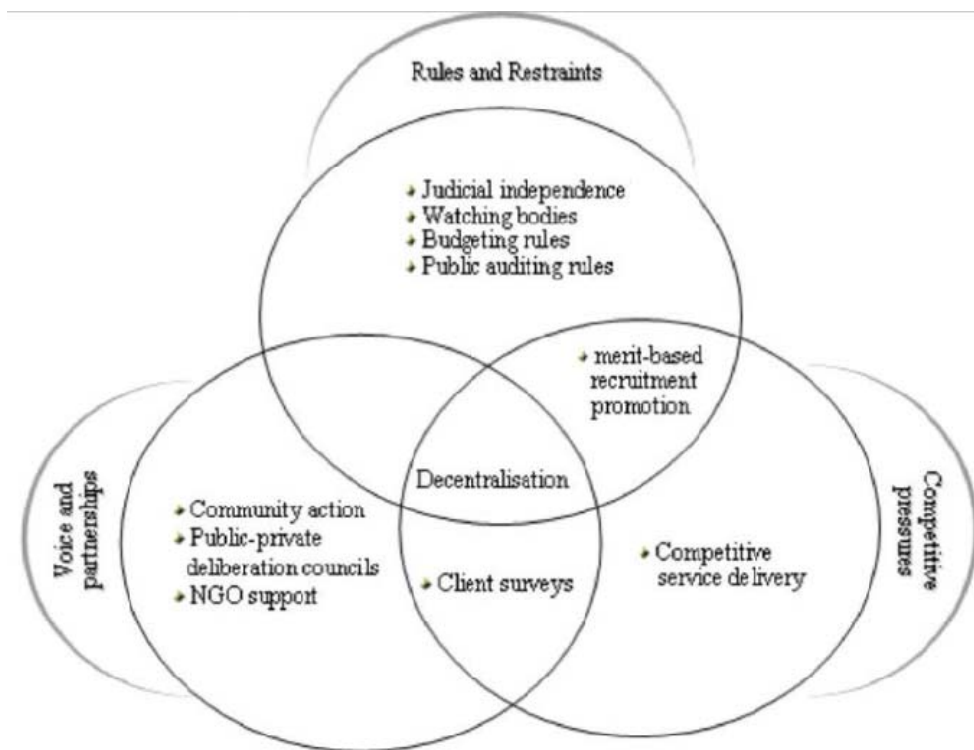 Rules and Restraints
Judicial independence
Watching bodies
Budgeting rules
Public auditing rules
merit-based
recruitment
promotion
Decentralisation
Voice and
partnerships
Community action
Public-private
deliberation councils
NGO support
Client surveys
Competitive
service delivery
Competitive
pressures